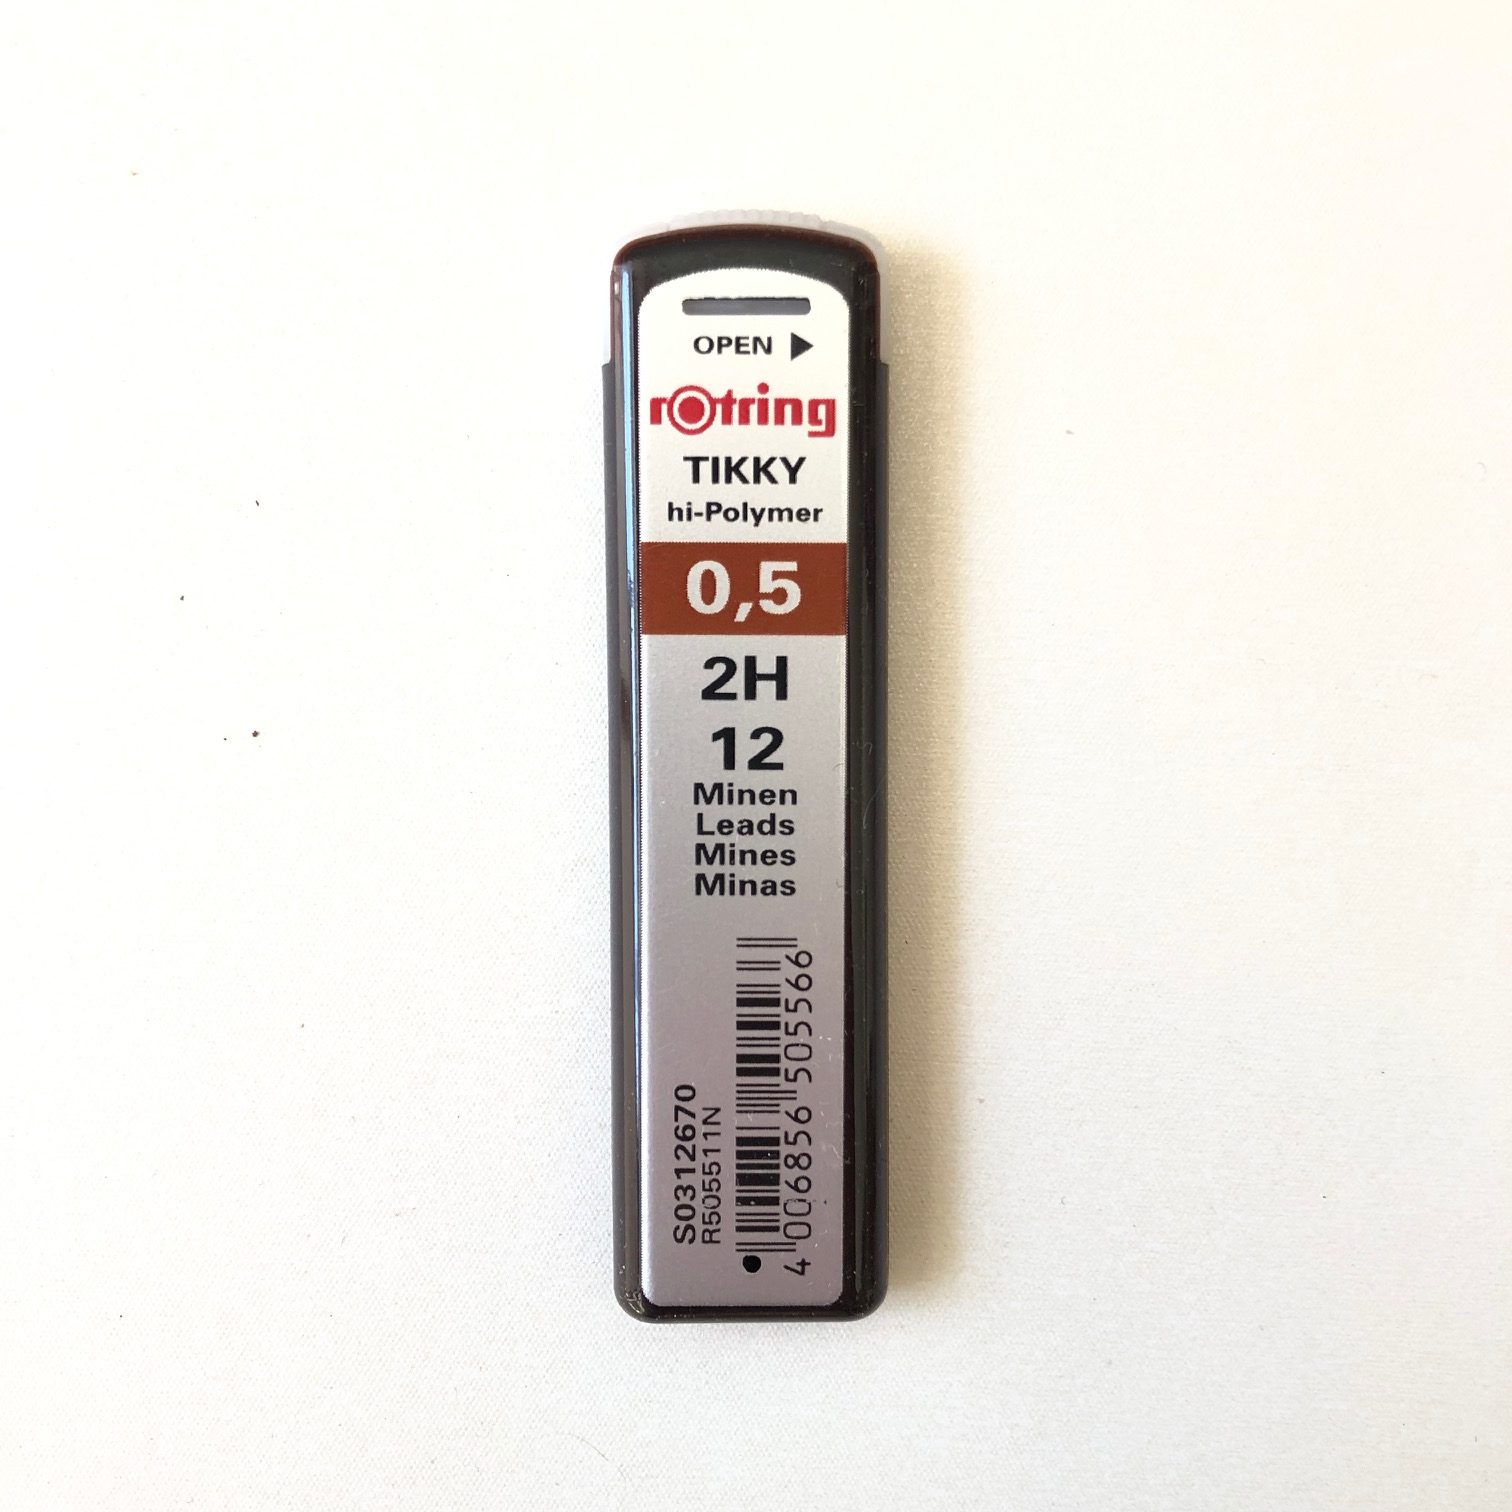 OPEN ▶
rotring
TIKKY
hi-Polymer
0,5
2H
12
Minen
Leads
Mines
Minas
S0312670
R505511N
4 006856 505566